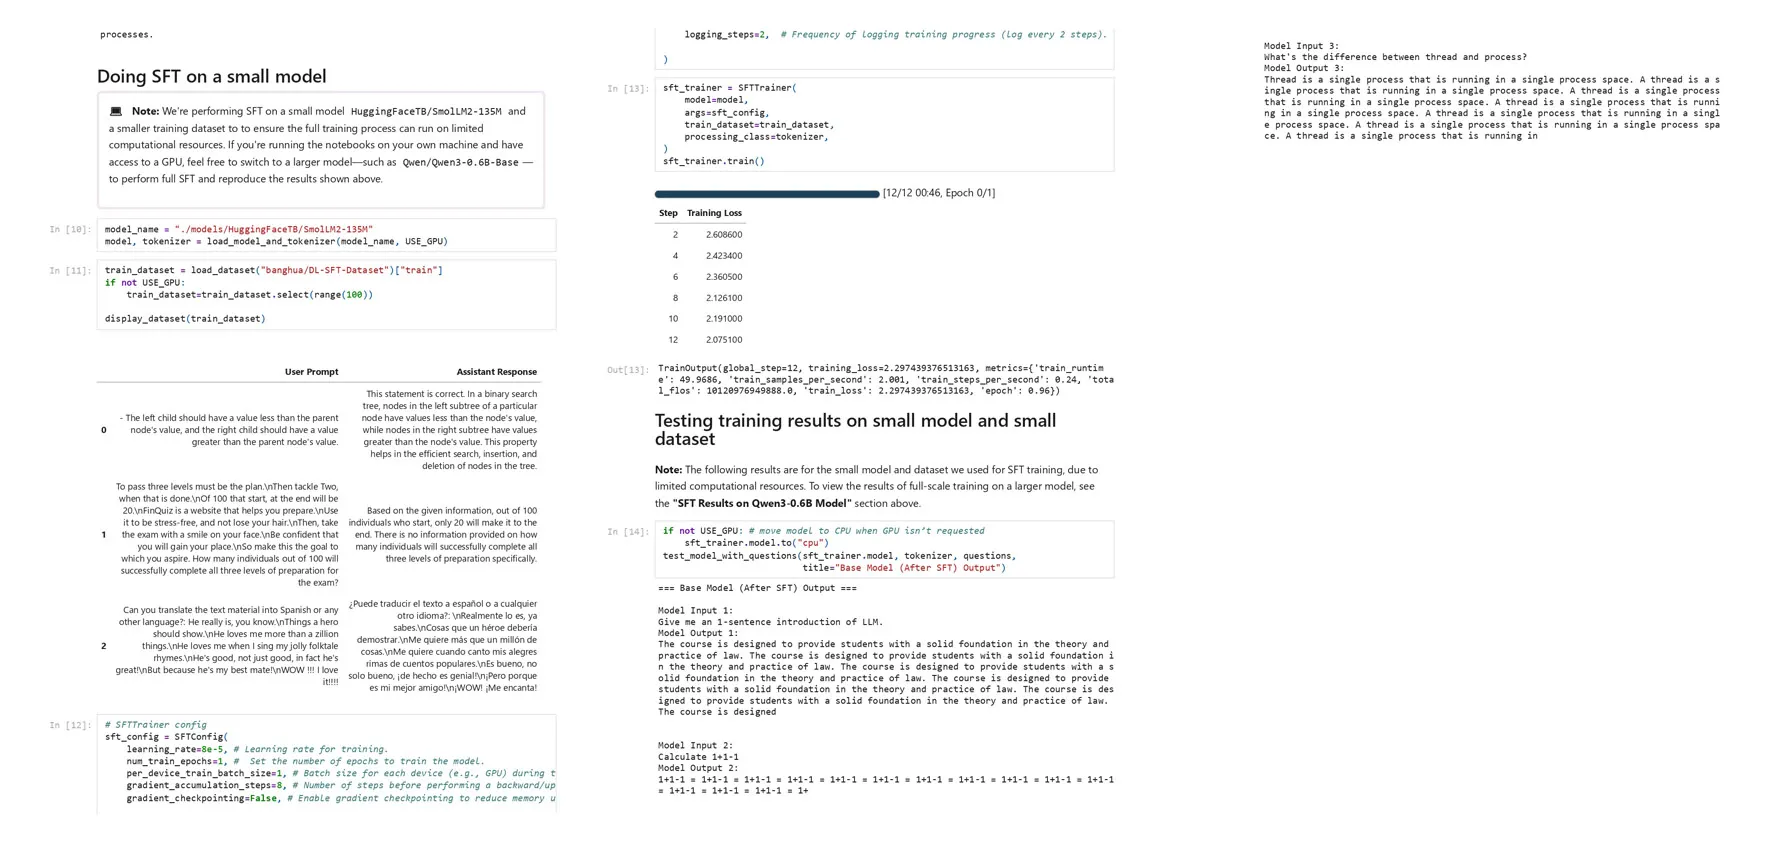 processes.
Doing SFT on a small model
💻 Note: We're performing SFT on a small model HuggingFaceTB/SmolLM2-135M and
a smaller training dataset to to ensure the full training process can run on limited
computational resources. If you're running the notebooks on your own machine and have
access to a GPU, feel free to switch to a larger model—such as Qwen/Qwen3-0.6B-Base —
to perform full SFT and reproduce the results shown above.
In [10]:
model_name = "./models/HuggingFaceTB/SmolLM2-135M"
model, tokenizer = load_model_and_tokenizer(model_name, USE_GPU)
In [11]:
train_dataset = load_dataset("banghua/DL-SFT-Dataset")["train"]
if not USE_GPU:
    train_dataset=train_dataset.select(range(100))
display_dataset(train_dataset)
User Prompt Assistant Response
0
- The left child should have a value less than the parent
node's value, and the right child should have a value
greater than the parent node's value.
This statement is correct. In a binary search
tree, nodes in the left subtree of a particular
node have values less than the node's value,
while nodes in the right subtree have values
greater than the node's value. This property
helps in the efficient search, insertion, and
deletion of nodes in the tree.
1
To pass three levels must be the plan.\nThen tackle Two,
when that is done.\nOf 100 that start, at the end will be
20.\nFinQuiz is a website that helps you prepare.\nUse
it to be stress-free, and not lose your hair.\nThen, take
the exam with a smile on your face.\nBe confident that
you will gain your place.\nSo make this the goal to
which you aspire. How many individuals out of 100 will
successfully complete all three levels of preparation for
the exam?
Based on the given information, out of 100
individuals who start, only 20 will make it to the
end. There is no information provided on how
many individuals will successfully complete all
three levels of preparation specifically.
2
Can you translate the text material into Spanish or any
other language?: He really is, you know.\nThings a hero
should show.\nHe loves me more than a zillion
things.\nHe loves me when I sing my jolly folktale
rhymes.\nHe's good, not just good, in fact he's
great!\nBut because he's my best mate!\nWOW !!! I love
it!!!!
¿Puede traducir el texto a español o a cualquier
otro idioma?: \nRealmente lo es, ya
sabes.\nCosas que un héroe debería
demostrar.\nMe quiere más que un millón de
cosas.\nMe quiere cuando canto mis alegres
rimas de cuentos populares.\nEs bueno, no
solo bueno, ¡de hecho es genial!\n¡Pero porque
es mi mejor amigo!\n¡WOW! ¡Me encanta!
In [12]:
# SFTTrainer config
sft_config = SFTConfig(
    learning_rate=8e-5, # Learning rate for training.
    num_train_epochs=1, #  Set the number of epochs to train the model.
    per_device_train_batch_size=1, # Batch size for each device (e.g., GPU) during t
    gradient_accumulation_steps=8, # Number of steps before performing a backward/up
    gradient_checkpointing=False, # Enable gradient checkpointing to reduce memory u
    logging_steps=2,  # Frequency of logging training progress (log every 2 steps).
)
In [13]:
sft_trainer = SFTTrainer(
    model=model,
    args=sft_config,
    train_dataset=train_dataset,
    processing_class=tokenizer,
)
sft_trainer.train()
[12/12 00:46, Epoch 0/1]
Step Training Loss
2 2.608600
4 2.423400
6 2.360500
8 2.126100
10 2.191000
12 2.075100
Out[13]:
TrainOutput(global_step=12, training_loss=2.297439376513163, metrics={'train_runtim
e': 49.9686, 'train_samples_per_second': 2.001, 'train_steps_per_second': 0.24, 'tota
l_flos': 10120976949888.0, 'train_loss': 2.297439376513163, 'epoch': 0.96})
Testing training results on small model and small
dataset
Note: The following results are for the small model and dataset we used for SFT training, due to
limited computational resources. To view the results of full-scale training on a larger model, see
the "SFT Results on Qwen3-0.6B Model" section above.
In [14]:
if not USE_GPU: # move model to CPU when GPU isn't requested
    sft_trainer.model.to("cpu")
test_model_with_questions(sft_trainer.model, tokenizer, questions,
                          title="Base Model (After SFT) Output")
=== Base Model (After SFT) Output ===
Model Input 1:
Give me an 1-sentence introduction of LLM.
Model Output 1:
The course is designed to provide students with a solid foundation in the theory and
practice of law. The course is designed to provide students with a solid foundation i
n the theory and practice of law. The course is designed to provide students with a s
olid foundation in the theory and practice of law. The course is designed to provide
students with a solid foundation in the theory and practice of law. The course is des
igned to provide students with a solid foundation in the theory and practice of law.
The course is designed
Model Input 2:
Calculate 1+1-1
Model Output 2:
1+1-1 = 1+1-1 = 1+1-1 = 1+1-1 = 1+1-1 = 1+1-1 = 1+1-1 = 1+1-1 = 1+1-1 = 1+1-1 = 1+1-1
= 1+1-1 = 1+1-1 = 1+1-1 = 1+
Model Input 3:
What's the difference between thread and process?
Model Output 3:
Thread is a single process that is running in a single process space. A thread is a s
ingle process that is running in a single process space. A thread is a single process
that is running in a single process space. A thread is a single process that is runni
ng in a single process space. A thread is a single process that is running in a singl
e process space. A thread is a single process that is running in a single process spa
ce. A thread is a single process that is running in